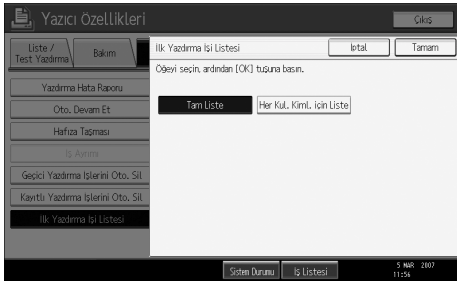 Yazıcı Özellikleri
Çıkış
Liste /
Test Yazdırma
Bakım
İlk Yazdırma İşi Listesi
İptal
Tamam
Öğeyi seçin, ardından [OK] tuşuna basın.
Yazdırma Hata Raporu
Oto. Devam Et
Hafıza Taşması
İş Ayrımı
Geçici Yazdırma İşlerini Oto. Sil
Kayıtlı Yazdırma İşlerini Oto. Sil
İlk Yazdırma İşi Listesi
Tam Liste
Her Kul. Kiml. için Liste
Sistem Durumu
İş Listesi
5 MAR 2007
11:56